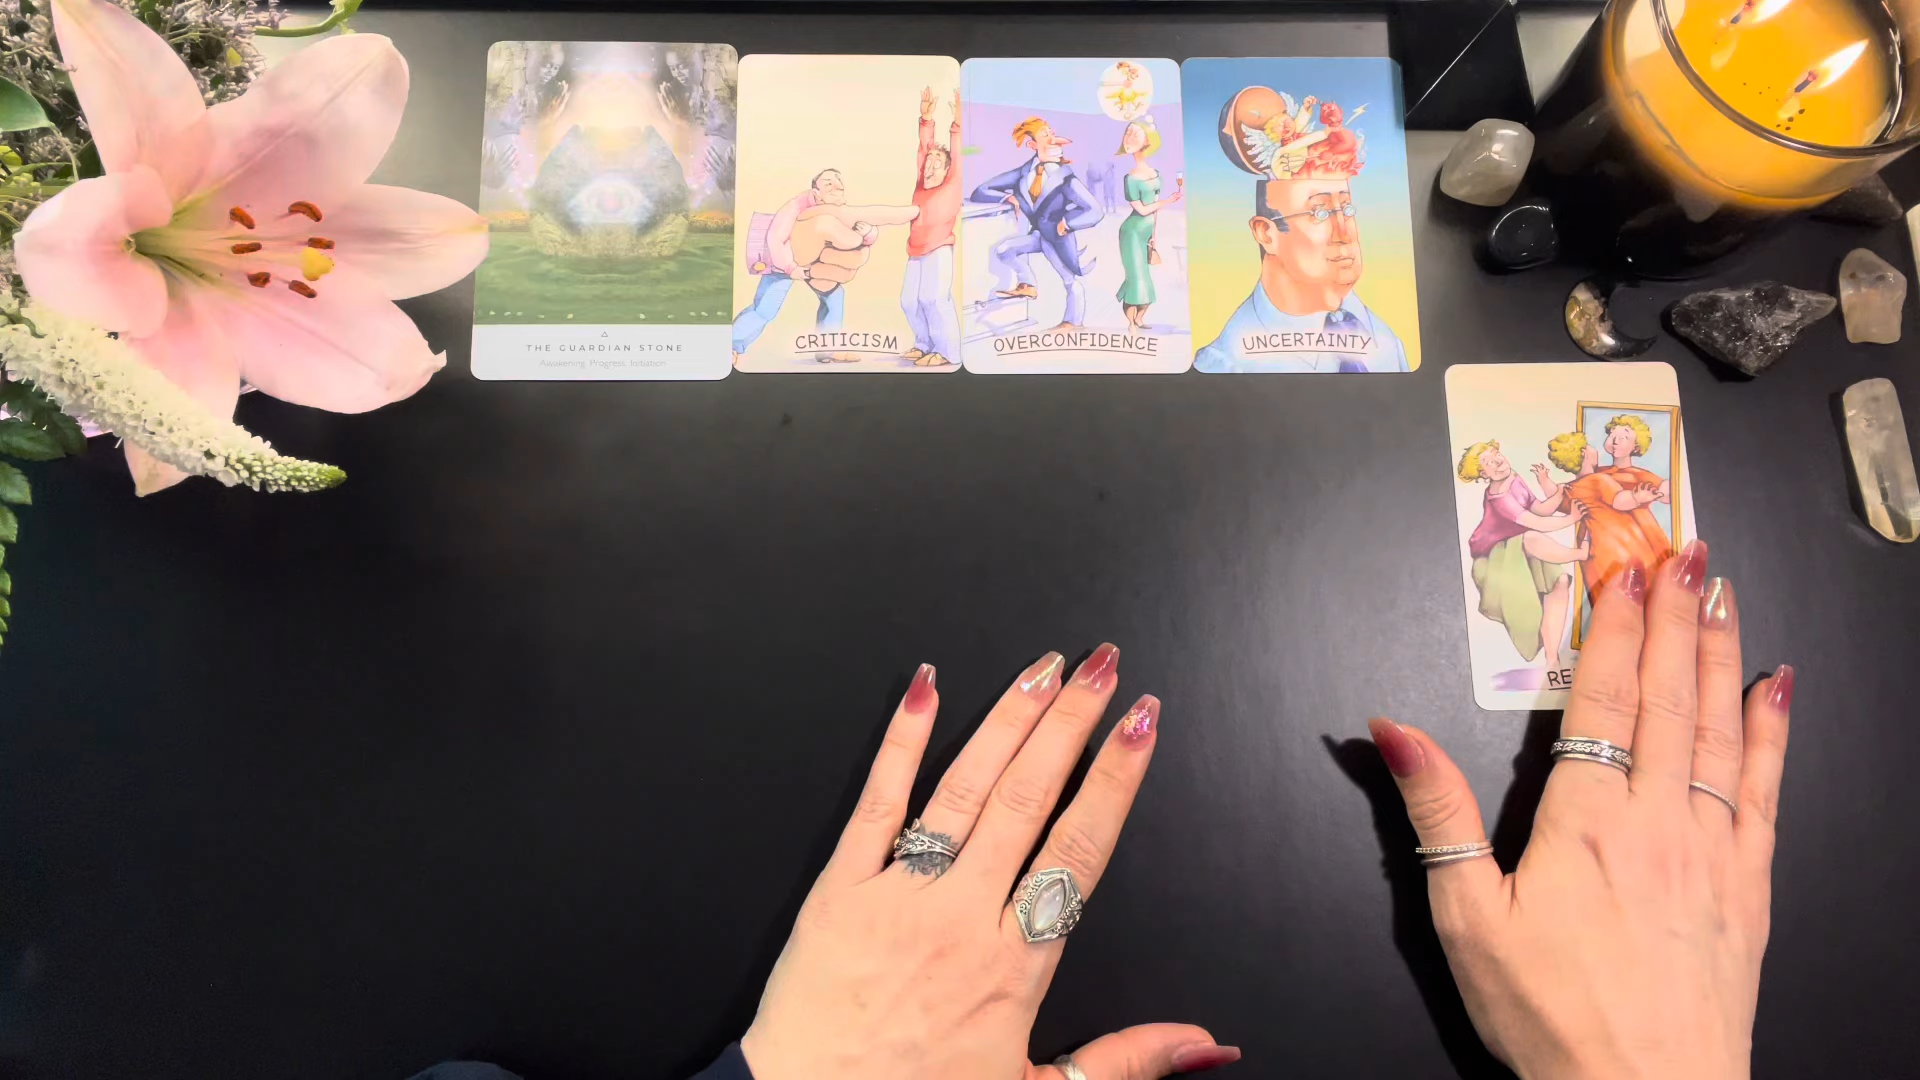 THE GUARDIAN STONE
Awakening. Progress. Initiation
CRITICISM
OVERCONFIDENCE
UNCERTAINTY
RE